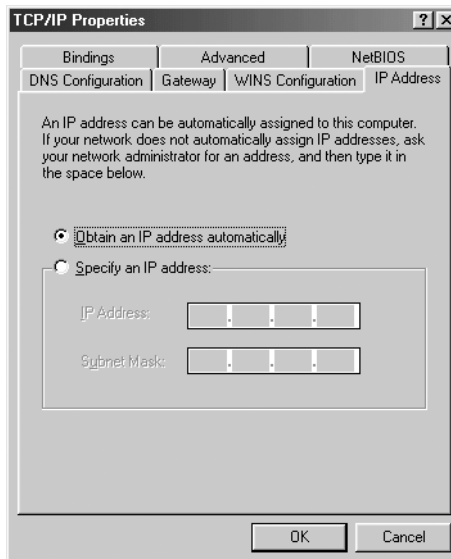 TCP/IP Properties
Bindings Advanced NetBIOS
DNS Configuration Gateway WINS Configuration IP Address
An IP address can be automatically assigned to this computer.
If your network does not automatically assign IP addresses, ask
your network administrator for an address, and then type it in
the space below.
Obtain an IP address automatically
Specify an IP address:
IP Address:
Subnet Mask:
OK Cancel